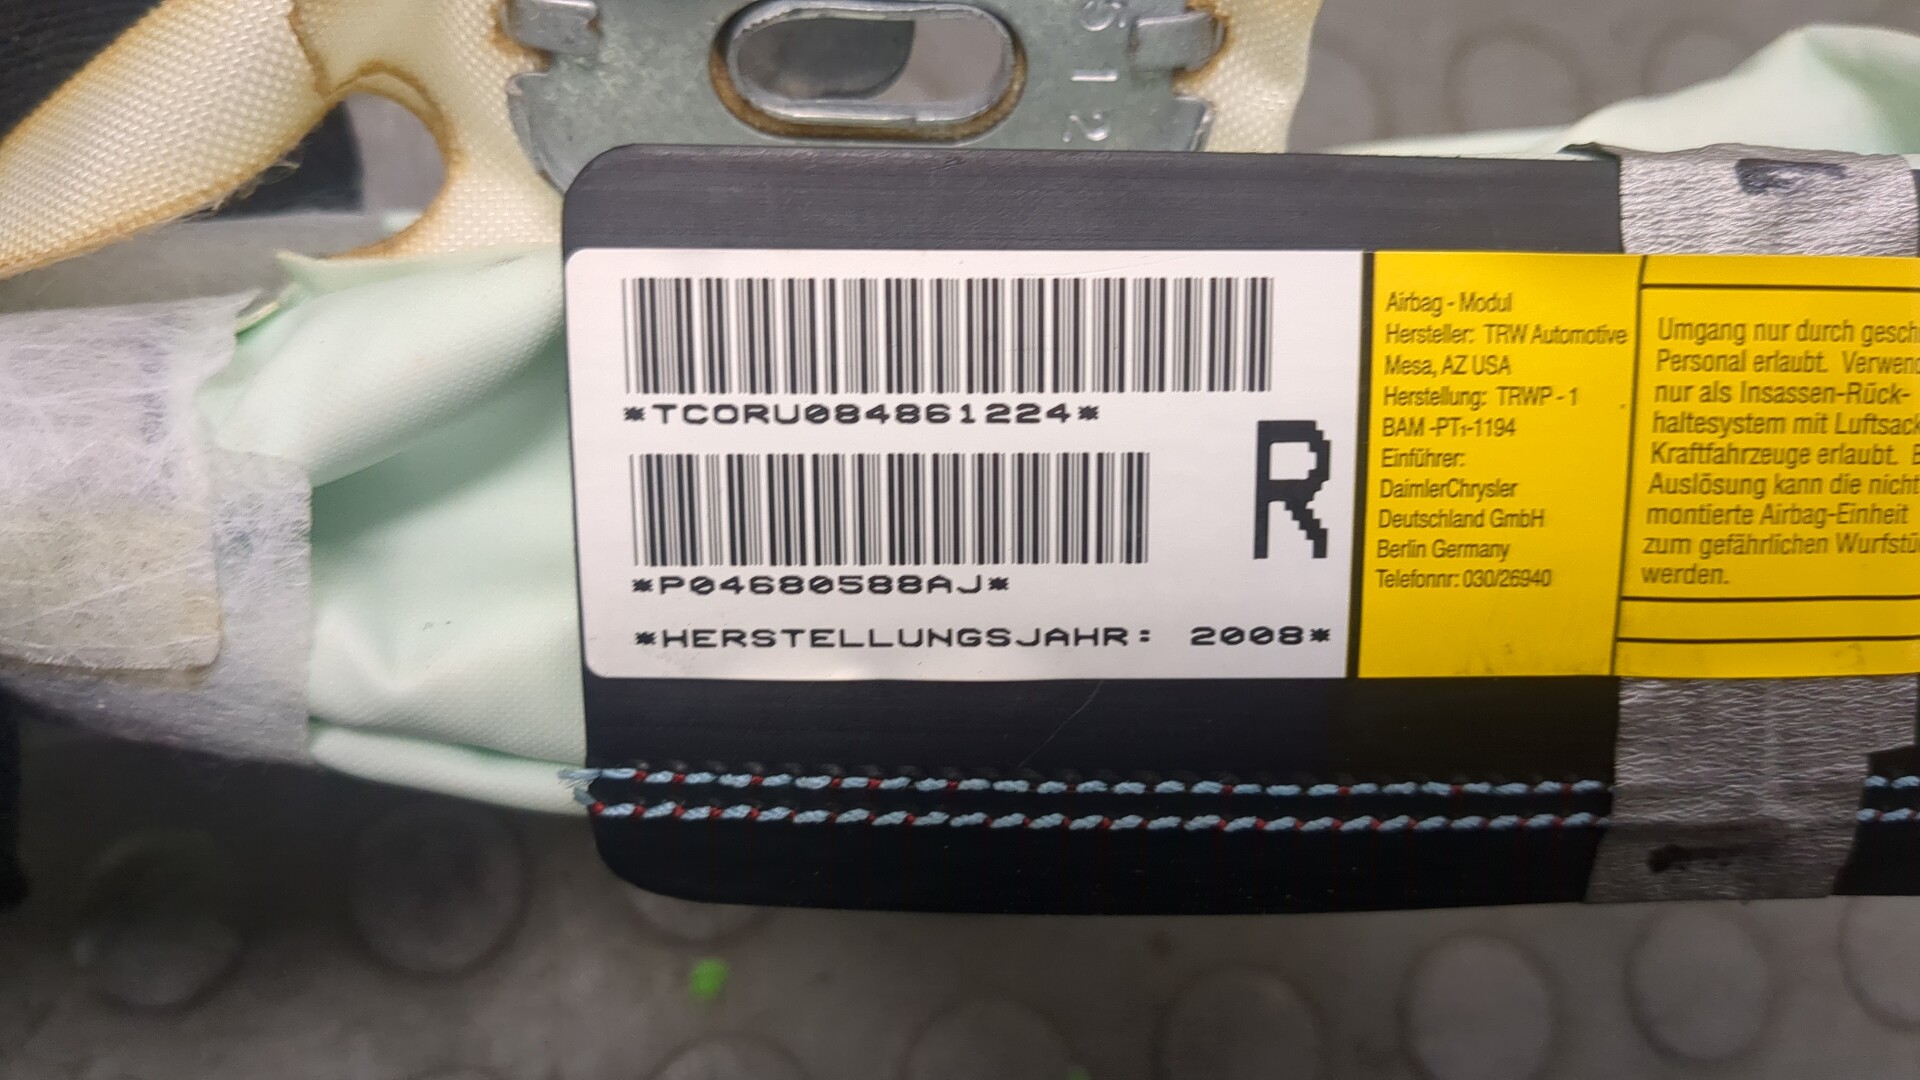 512
*TCORU084861224*
*P04680588AJ*
*HERSTELLUNGSJAHR: 2008*
R
Airbag - Modul
Hersteller: TRW Automotive
Mesa, AZ USA
Herstellung: TRWP - 1
BAM -PT₁-1194
Einführer:
DaimlerChrysler
Deutschland GmbH
Berlin Germany
Telefonnr: 030/26940
Umgang nur durch gesch
Personal erlaubt. Verwend
nur als Insassen-Rück-
haltesystem mit Luftsack
Kraftfahrzeuge erlaubt. E
Auslösung kann die nicht
montierte Airbag-Einheit
zum gefährlichen Wurfstü
werden.